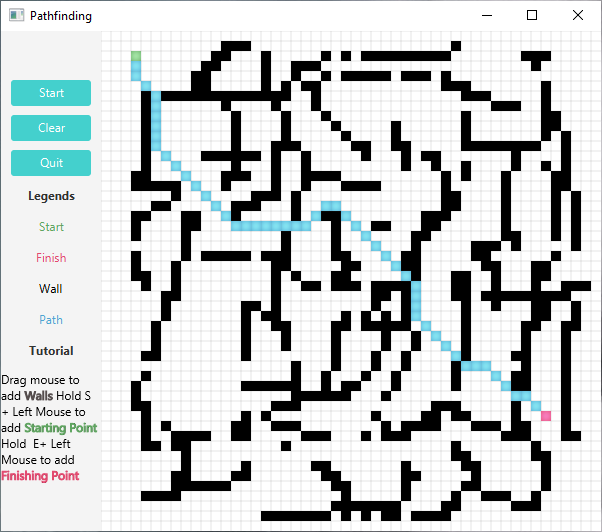 Pathfinding
Start
Clear
Quit
Legends
Start
Finish
Wall
Path
Tutorial
Drag mouse to
add Walls Hold S
+ Left Mouse to
add Starting Point
Hold E+ Left
Mouse to add
Finishing Point